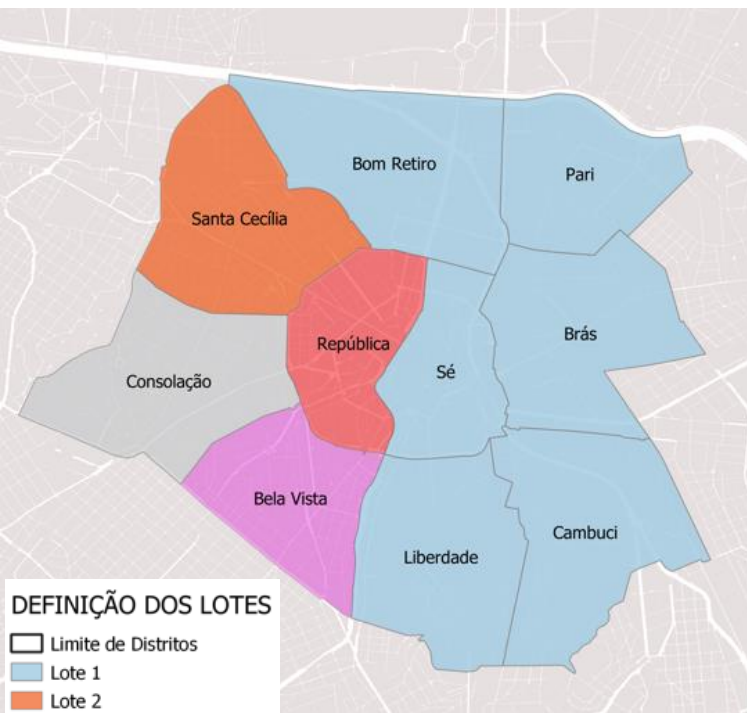 Bom Retiro
Pari
Santa Cecília
República
Brás
Sé
Consolação
Bela Vista
Liberdade
Cambuci
DEFINIÇÃO DOS LOTES
Limite de Distritos
Lote 1
Lote 2